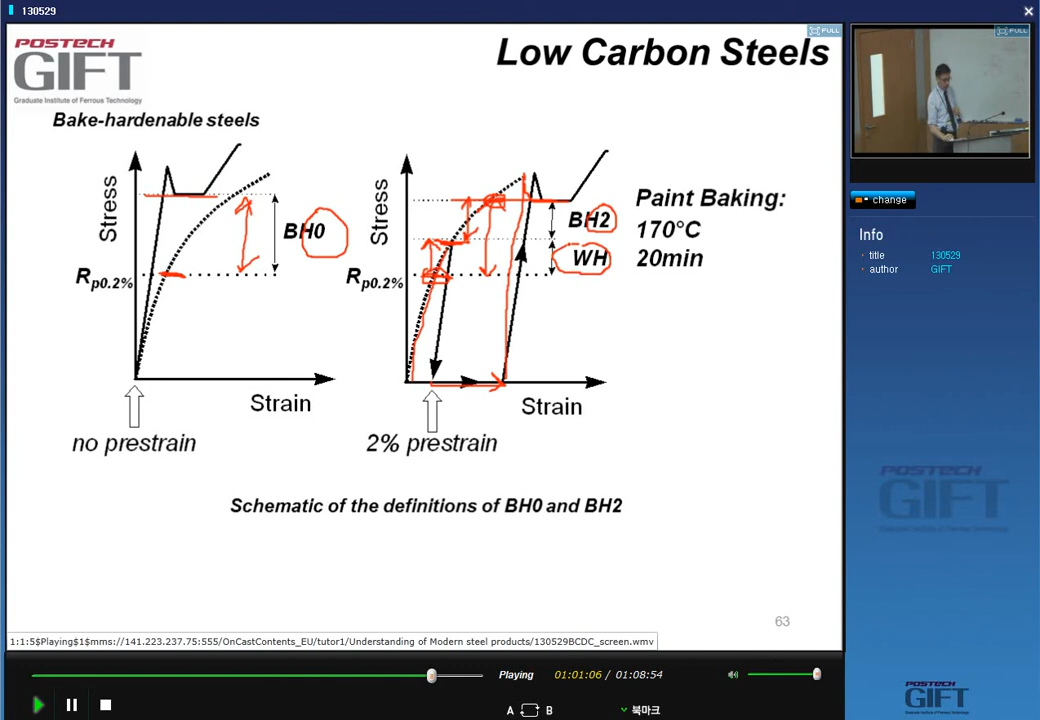 130529
POSTECH
GIFT
Graduate Institute of Ferrous Technology
Low Carbon Steels
FULL
FULL
Bake-hardenable steels
Stress
BH0
Rp0.2%
Strain
no prestrain
Stress
BH2
WH
Rp0.2%
Strain
2% prestrain
Paint Baking:
170°C
20min
Schematic of the definitions of BH0 and BH2
63
change
Info
title 130529
author GIFT
POSTECH
GIFT
1:1:5$Playing$1$mms://141.223.237.75:555/OnCastContents_EU/tutor1/Understanding of Modern steel products/130529BCDC_screen.wmv
Playing 01:01:06 / 01:08:54
A B 북마크
POSTECH
GIFT